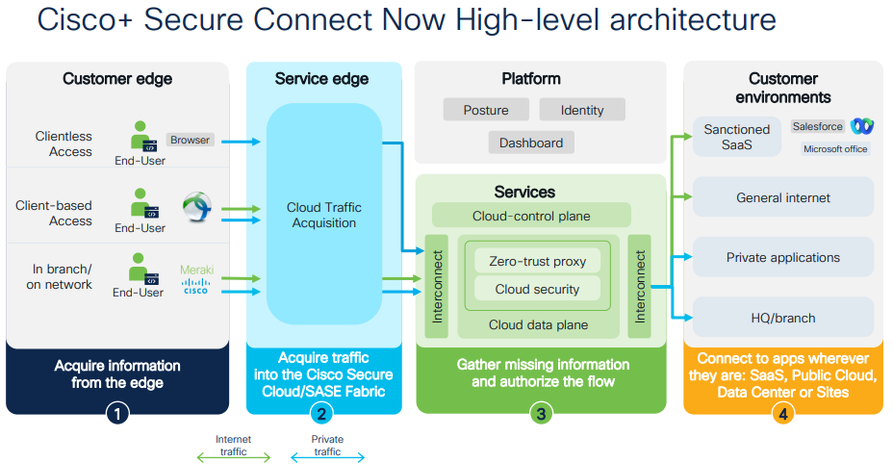 Cisco+ Secure Connect Now High-level architecture
Customer edge
Clientless
Access
End-User
Browser
Client-based
Access
End-User
In branch/
on network
End-User
Meraki
CISCO
Acquire information
from the edge
1
Service edge
Cloud Traffic
Acquisition
Acquire traffic
into the Cisco Secure
Cloud/SASE Fabric
2
Platform
Posture
Identity
Dashboard
Services
Cloud-control plane
Interconnect
Zero-trust proxy
Cloud security
Cloud data plane
Interconnect
Gather missing information
and authorize the flow
3
Customer
environments
Sanctioned
SaaS
Salesforce
Microsoft office
General internet
Private applications
HQ/branch
Connect to apps wherever
they are: SaaS, Public Cloud,
Data Center or Sites
4
Internet
traffic
Private
traffic